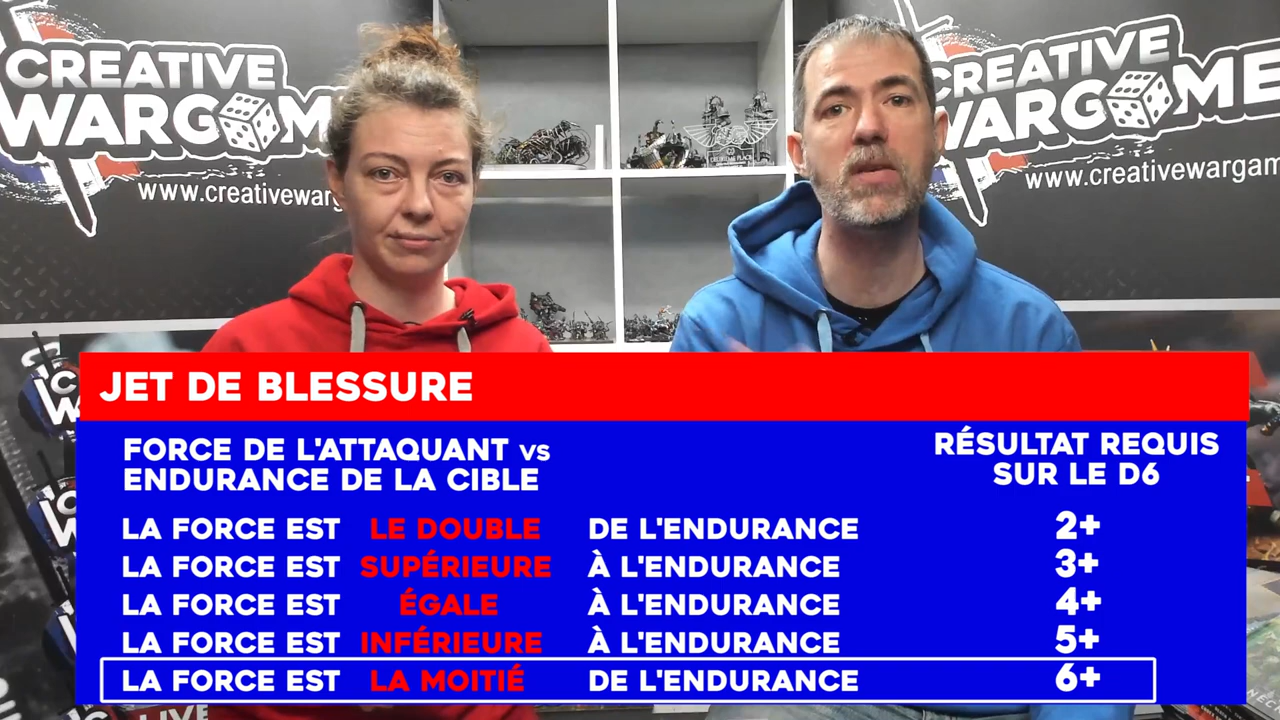 CREATIVE
WARGOM
www.creativewarg
CREATIVE
WARGOME
www.creativewargam
JET DE BLESSURE
FORCE DE L'ATTAQUANT VS
ENDURANCE DE LA CIBLE
RÉSULTAT REQUIS
SUR LE D6
LA FORCE EST LE DOUBLE DE L'ENDURANCE 2+
LA FORCE EST SUPÉRIEURE À L'ENDURANCE 3+
LA FORCE EST ÉGALE À L'ENDURANCE 4+
LA FORCE EST INFÉRIEURE À L'ENDURANCE 5+
LA FORCE EST LA MOITIÉ DE L'ENDURANCE 6+